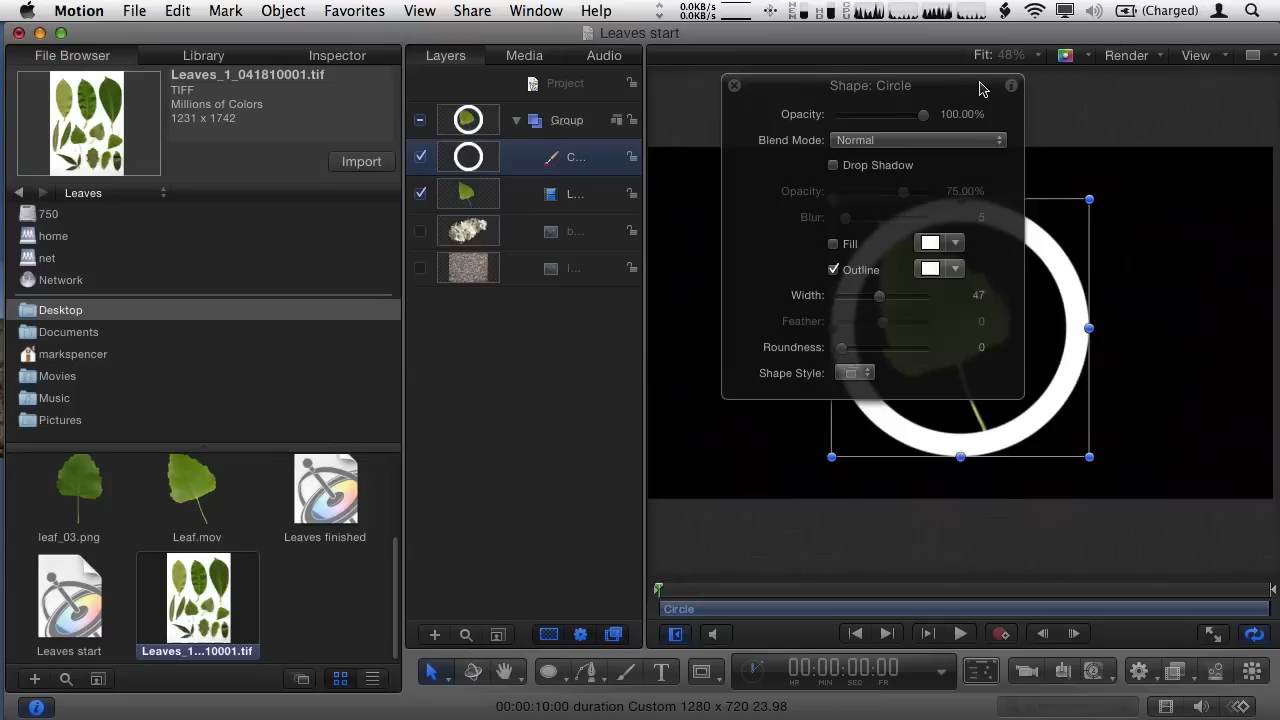 Motion File Edit Mark Object Favorites View Share Window Help 0.0KB/s 0.0KB/s (Charged)
Leaves start
File Browser Library Inspector Layers Media Audio Fit: 48% Render View
Leaves_1_041810001.tif
TIFF
Millions of Colors
1231 x 1742
Import
Leaves
750
home
net
Network
Desktop
Documents
markspencer
Movies
Music
Pictures
leaf_03.png Leaf.mov Leaves finished
Leaves start Leaves_1...10001.tif
Project
Group
C...
L...
b...
l...
Shape: Circle
Opacity: 100.00%
Blend Mode: Normal
Drop Shadow
Opacity: 75.00%
Blur: 5
Fill
Outline
Width: 47
Feather: 0
Roundness: 0
Shape Style:
Circle
T 00:00:00:00
HR MIN SEC FR
00:00:10:00 duration Custom 1280 x 720 23.98